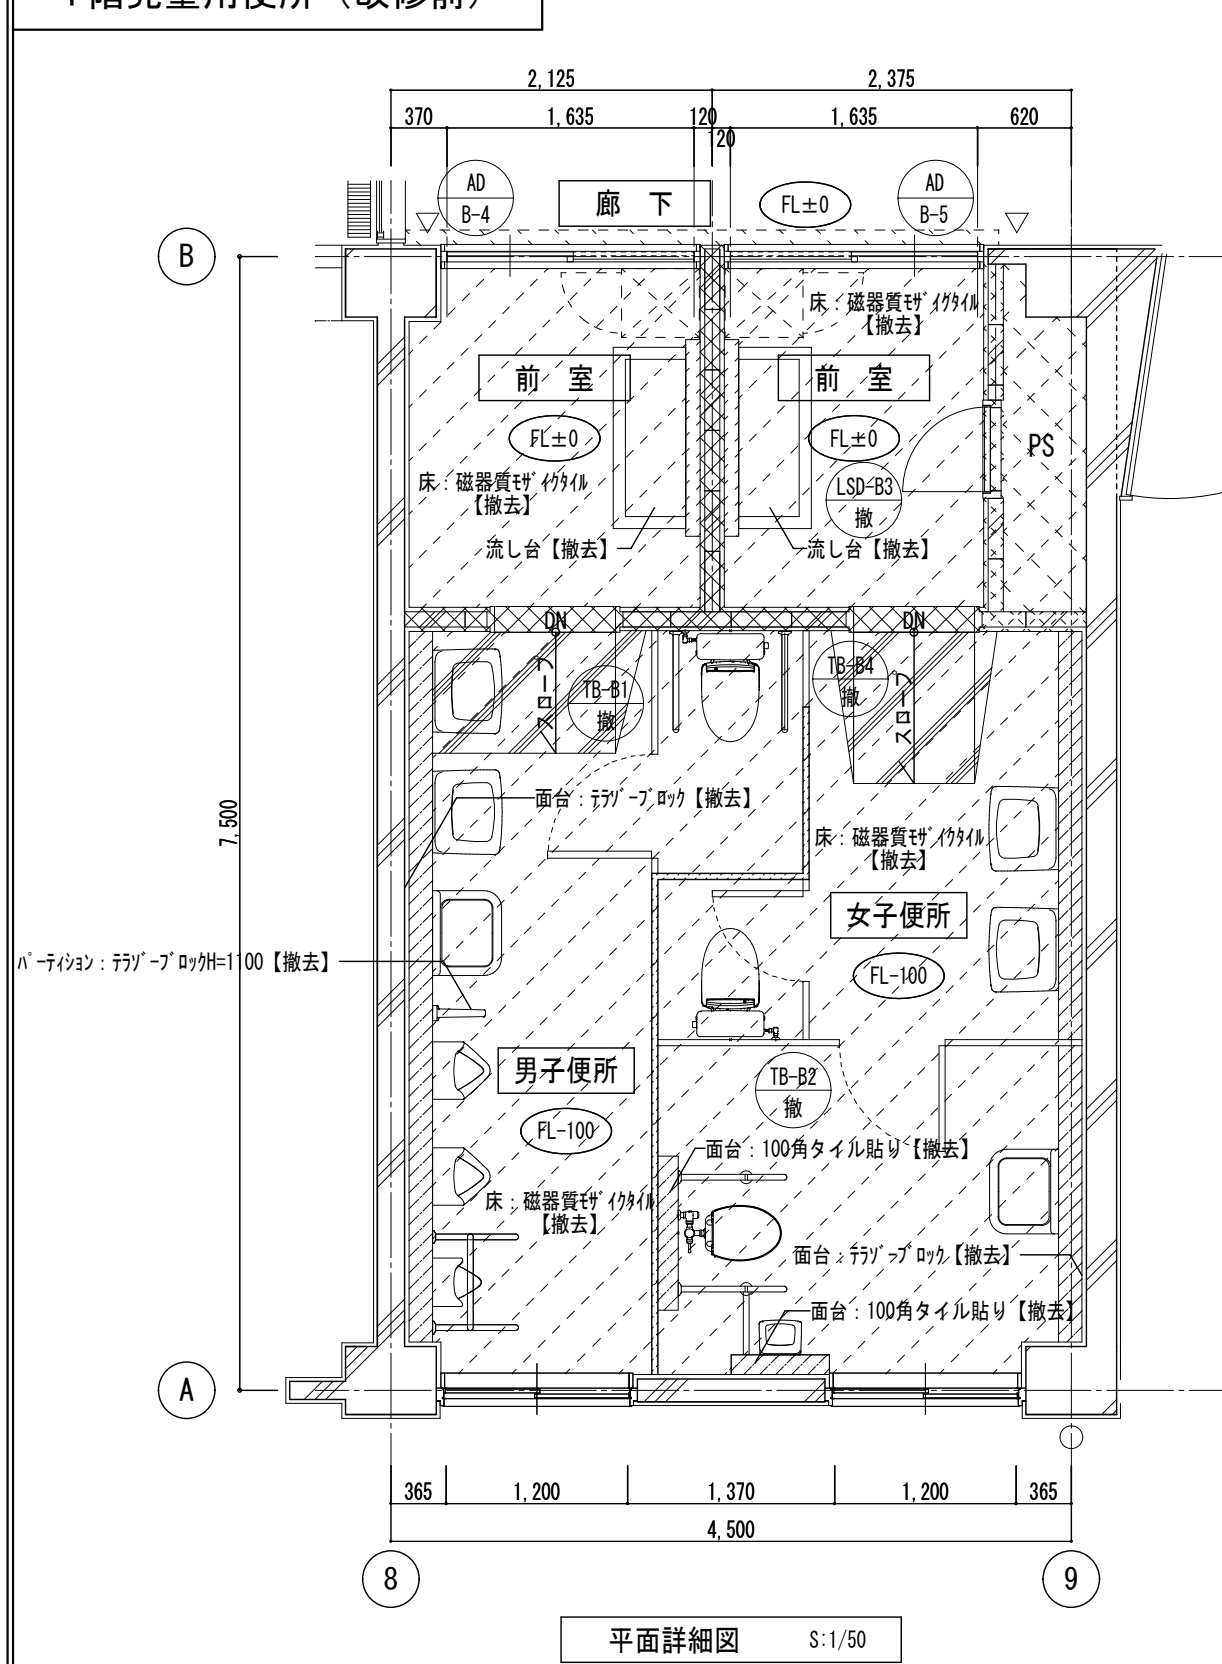 1階児童用便所（改修前）
2,125
2,375
370
1,635
120
120
1,635
620
AD
B-4
廊 下
FL±0
AD
B-5
B
床：磁器質ﾓｻﾞｲｸﾀｲﾙ
【撤去】
前 室
前 室
FL±0
FL±0
PS
床：磁器質ﾓｻﾞｲｸﾀｲﾙ
【撤去】
LSD-B3
撤
流し台【撤去】
流し台【撤去】
DN
DN
スロープ
TB-B1
撤
TB-B4
撤
スロープ
面台：ﾃﾗｿﾞｰﾌﾞﾛｯｸ【撤去】
7,500
床：磁器質ﾓｻﾞｲｸﾀｲﾙ
【撤去】
女子便所
FL-100
ﾊﾟｰﾃｨｼｮﾝ：ﾃﾗｿﾞｰﾌﾞﾛｯｸH=1100【撤去】
男子便所
FL-100
TB-B2
撤
面台：100角タイル貼り【撤去】
床：磁器質ﾓｻﾞｲｸﾀｲﾙ
【撤去】
面台：ﾃﾗｿﾞｰﾌﾞﾛｯｸ【撤去】
面台：100角タイル貼り【撤去】
A
365
1,200
1,370
1,200
365
4,500
8
9
平面詳細図 S:1/50